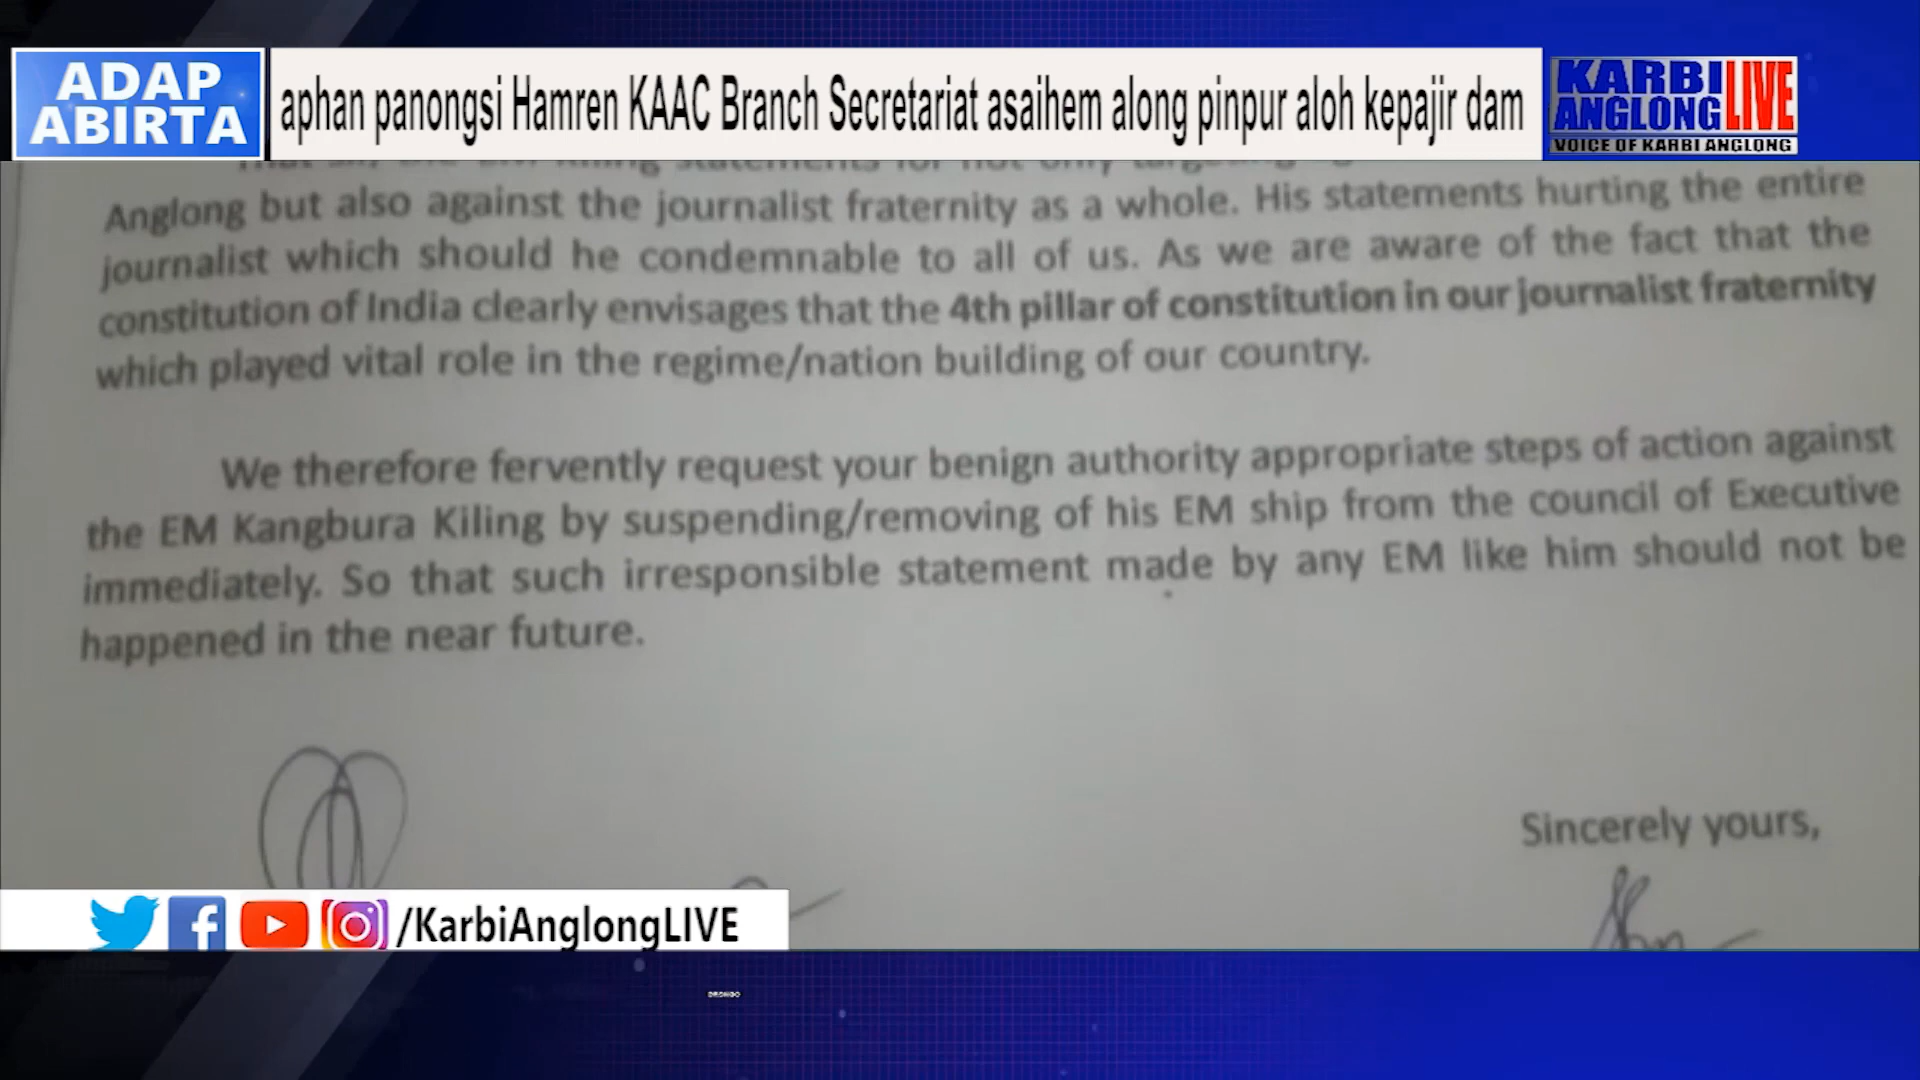 ADAP
ABIRTA
aphan panongsi Hamren KAAC Branch Secretariat asaihem along pinpur aloh kepajir dam
KARBI
ANGLONG
LIVE
VOICE OF KARBI ANGLONG
statements for not only
Anglong but also against the journalist fraternity as a whole. His statements hurting the entire
journalist which should he condemnable to all of us. As we are aware of the fact that the
constitution of India clearly envisages that the 4th pillar of constitution in our journalist fraternity
which played vital role in the regime/nation building of our country.
We therefore fervently request your benign authority appropriate steps of action against
the EM Kangbura Kiling by suspending/removing of his EM ship from the council of Executive
immediately. So that such irresponsible statement made by any EM like him should not be
happened in the near future.
Sincerely yours,
/KarbiAnglongLIVE